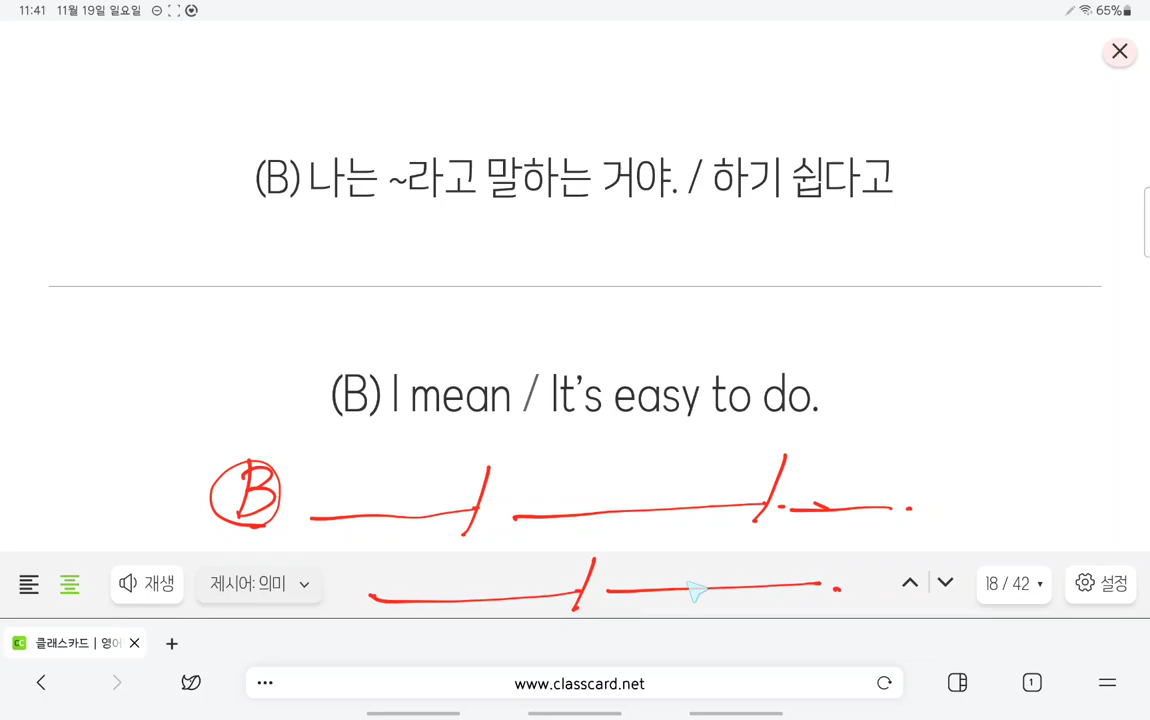 11:41 11월 19일 일요일 65%
(B) 나는 ~라고 말하는 거야. / 하기 쉽다고
(B) I mean / It's easy to do.
B
재생 제시어: 의미 18 / 42 설정
클래스카드 | 영어
www.classcard.net 1